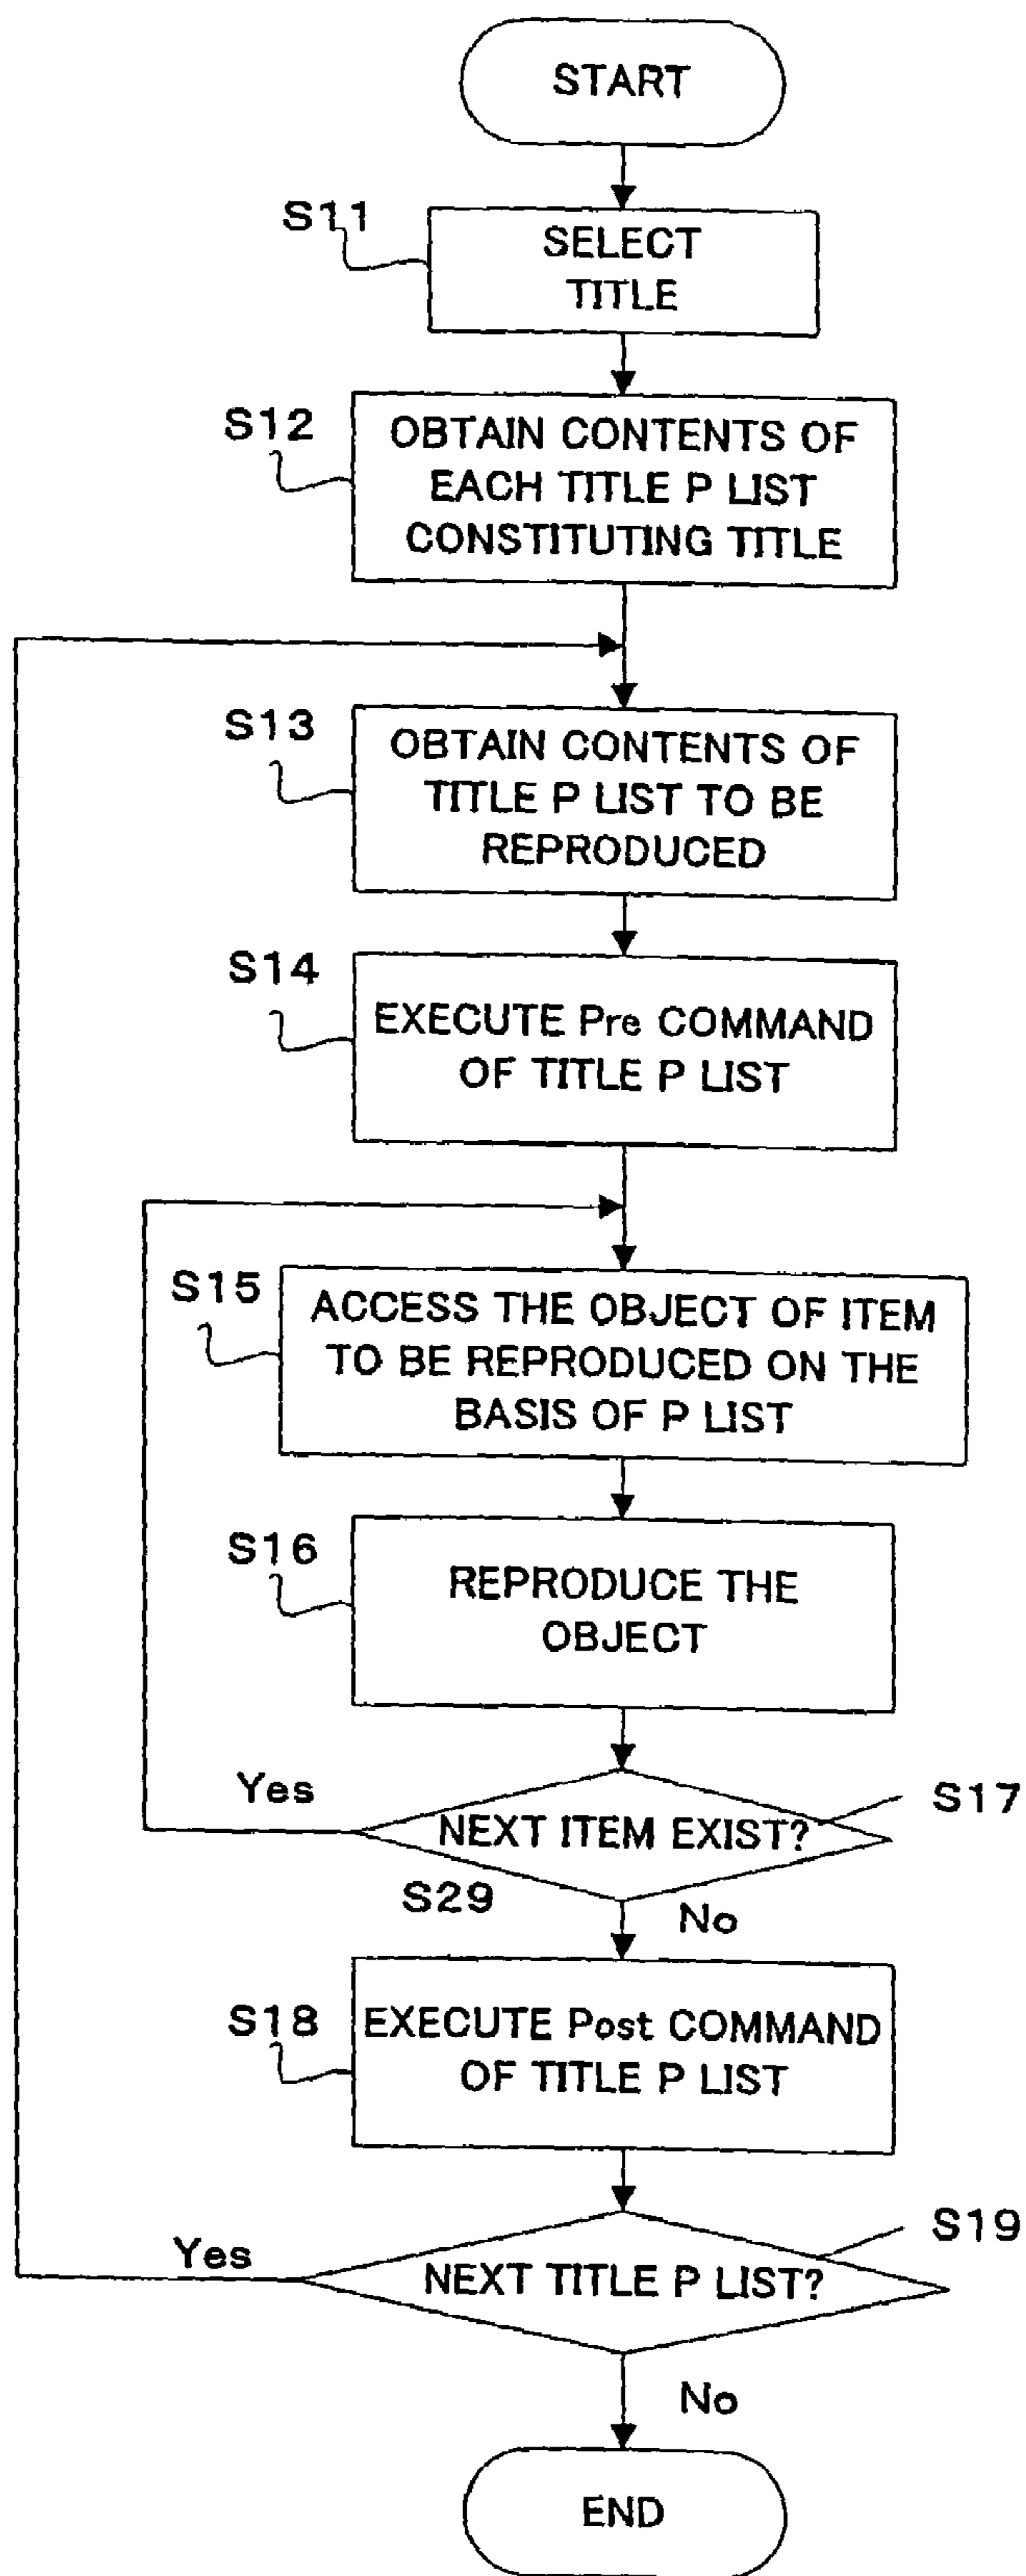 START
S11
SELECT
TITLE
S12
OBTAIN CONTENTS OF
EACH TITLE P LIST
CONSTITUTING TITLE
S13
OBTAIN CONTENTS OF
TITLE P LIST TO BE
REPRODUCED
S14
EXECUTE Pre COMMAND
OF TITLE P LIST
S15
ACCESS THE OBJECT OF ITEM
TO BE REPRODUCED ON THE
BASIS OF P LIST
S16
REPRODUCE THE
OBJECT
Yes
S17
NEXT ITEM EXIST?
S29
No
S18
EXECUTE Post COMMAND
OF TITLE P LIST
S19
Yes
NEXT TITLE P LIST?
No
END